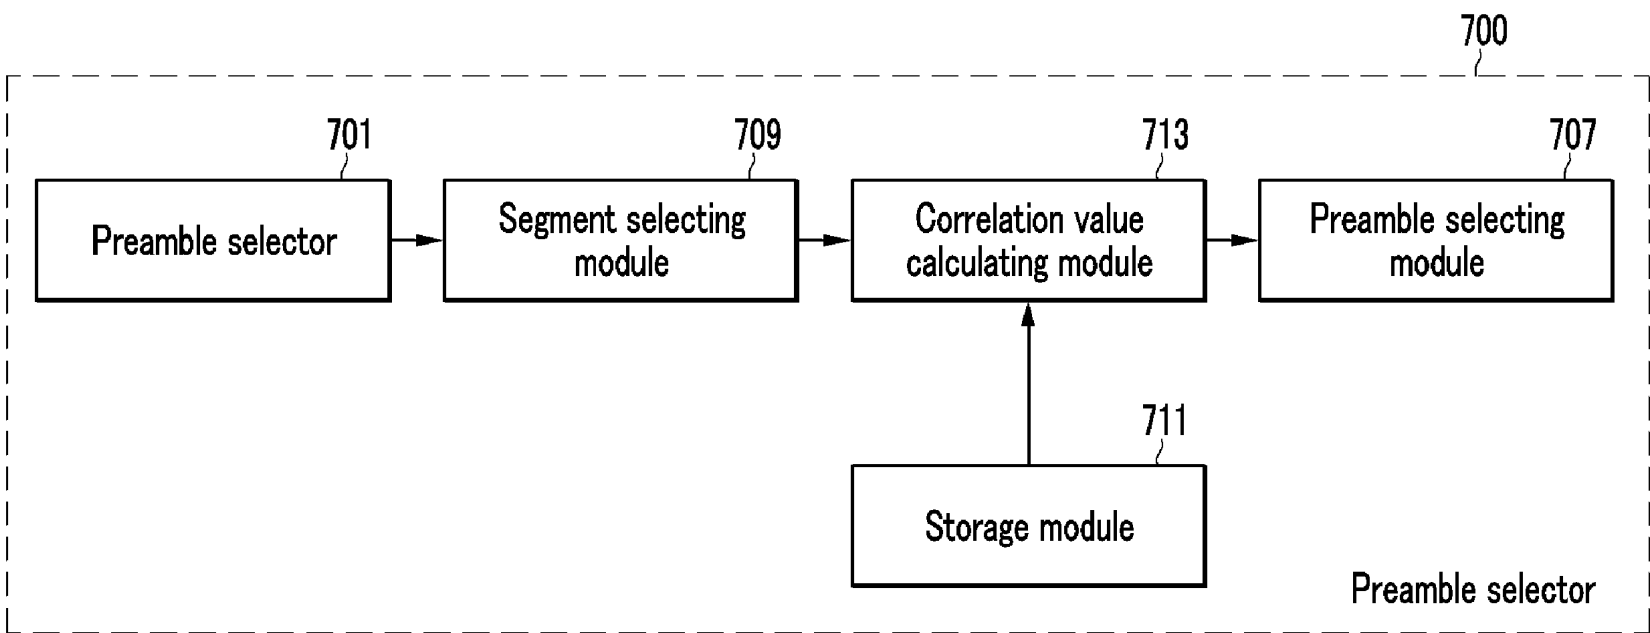 700
701
709
713
707
Preamble selector
Segment selecting
module
Correlation value
calculating module
Preamble selecting
module
711
Storage module
Preamble selector